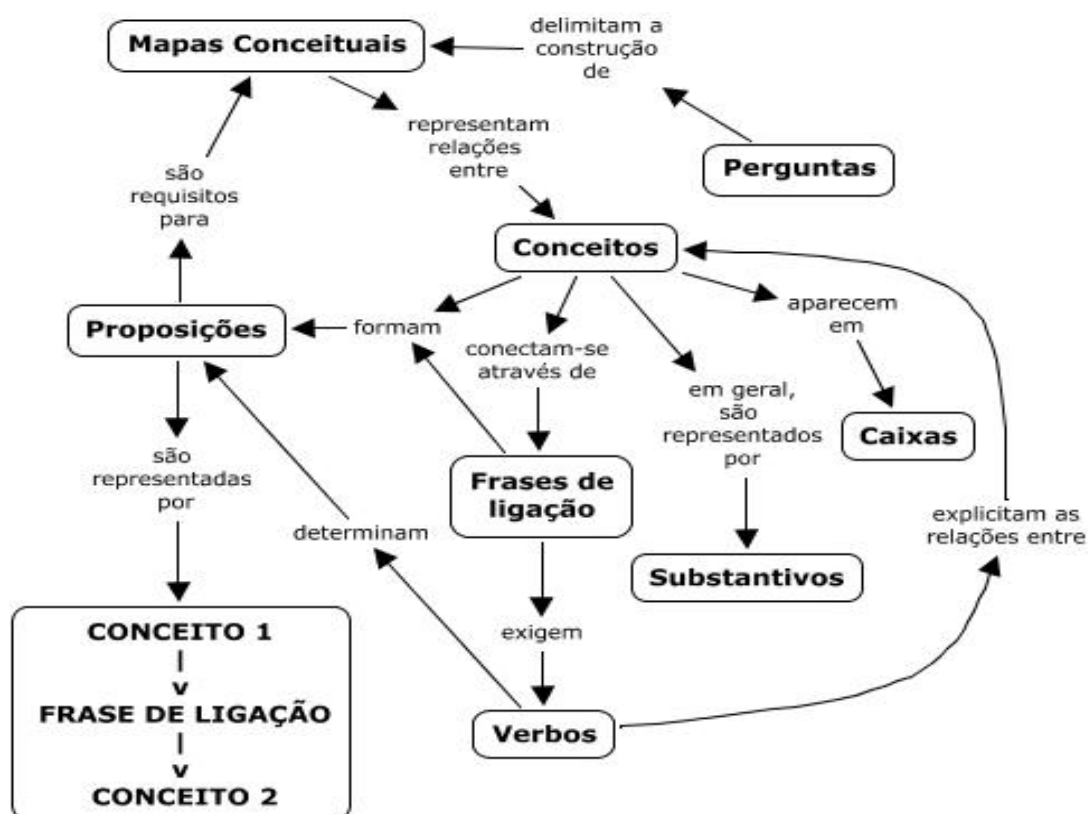 Mapas Conceituais
delimitam a
construção
de
representam
relações
entre
Perguntas
são
requisitos
para
Conceitos
Proposições
formam
conectam-se
através de
aparecem
em
em geral,
são
representados
por
Caixas
são
representadas
por
Frases de
ligação
determinam
explicitam as
relações entre
Substantivos
exigem
CONCEITO 1
|
v
FRASE DE LIGAÇÃO
|
v
CONCEITO 2
Verbos